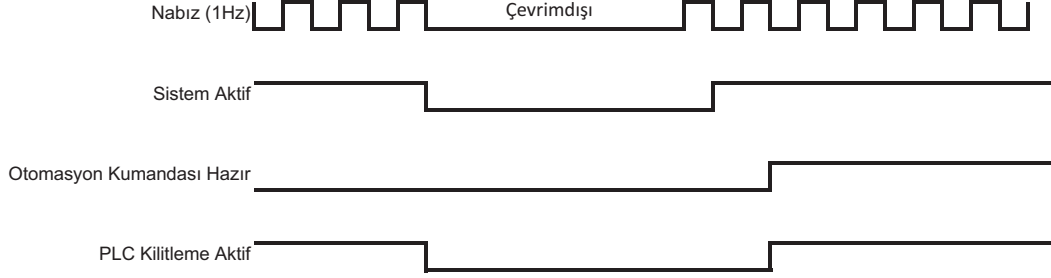 Nabız (1Hz)
Çevrimdışı
Sistem Aktif
Otomasyon Kumandası Hazır
PLC Kilitleme Aktif